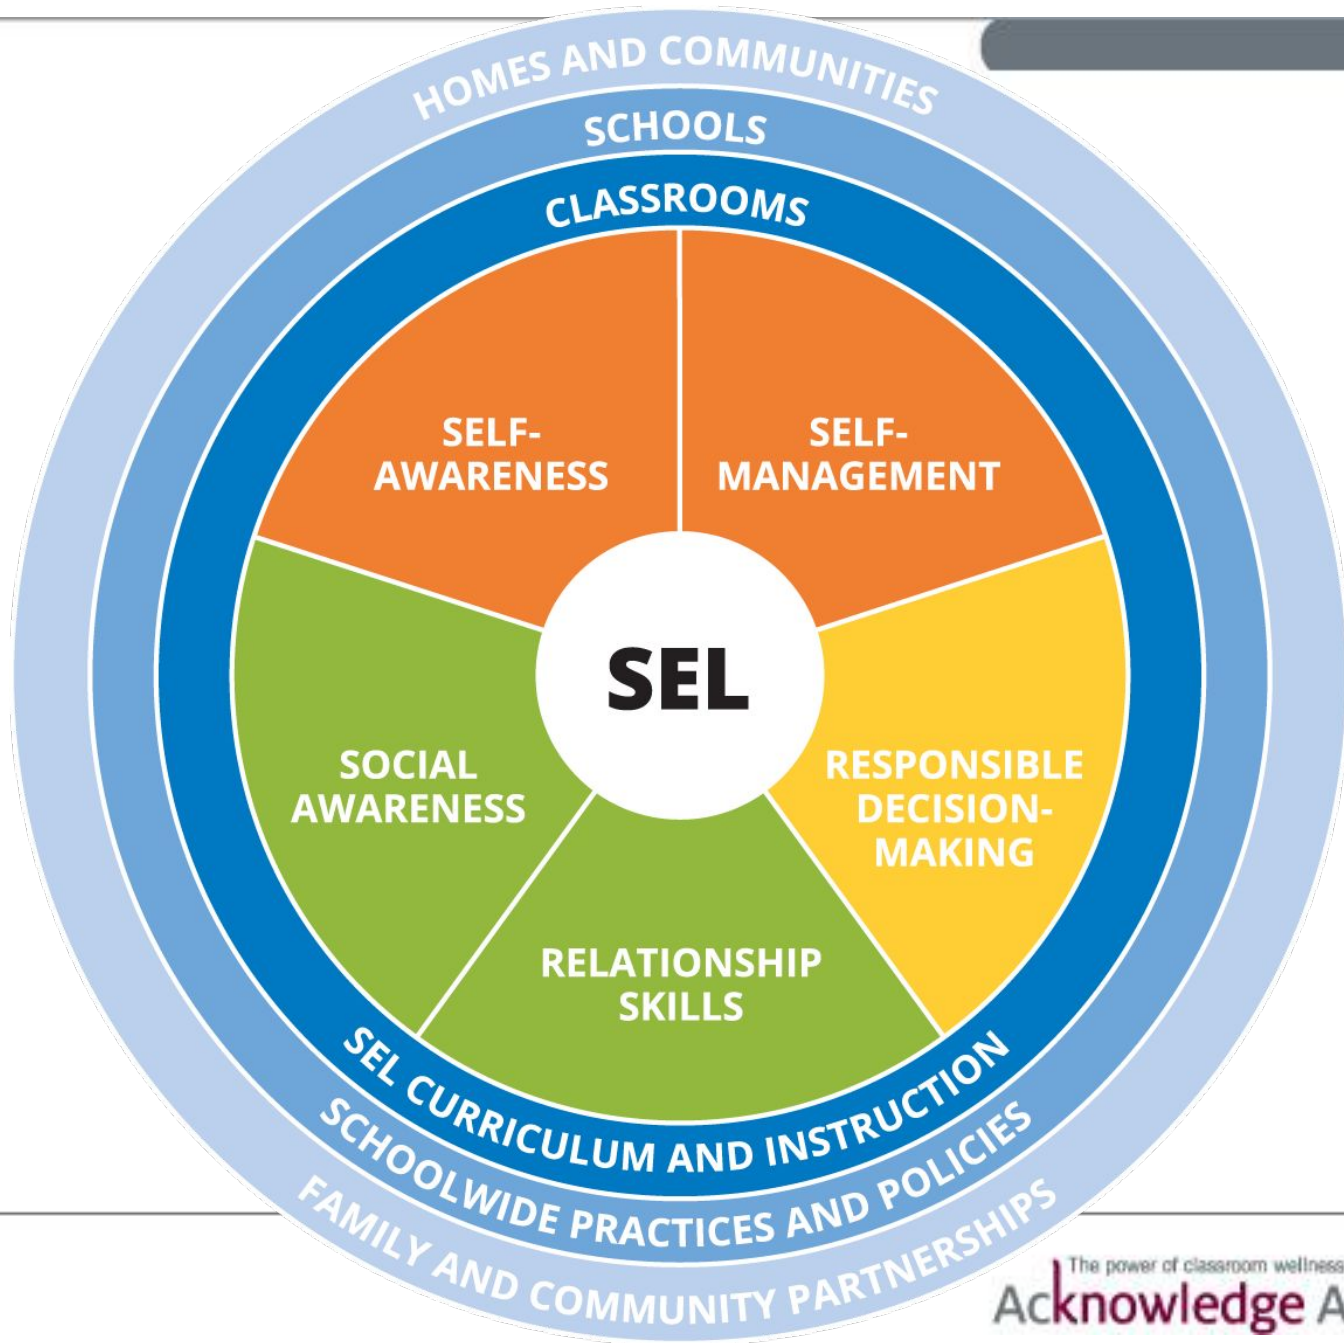 HOMES AND COMMUNITIES
SCHOOLS
CLASSROOMS
SELF-
AWARENESS
SELF-
MANAGEMENT
SEL
SOCIAL
AWARENESS
RESPONSIBLE
DECISION-
MAKING
RELATIONSHIP
SKILLS
SEL CURRICULUM AND INSTRUCTION
SCHOOLWIDE PRACTICES AND POLICIES
FAMILY AND COMMUNITY PARTNERSHIPS
The power of classroom wellness
Acknowledge A